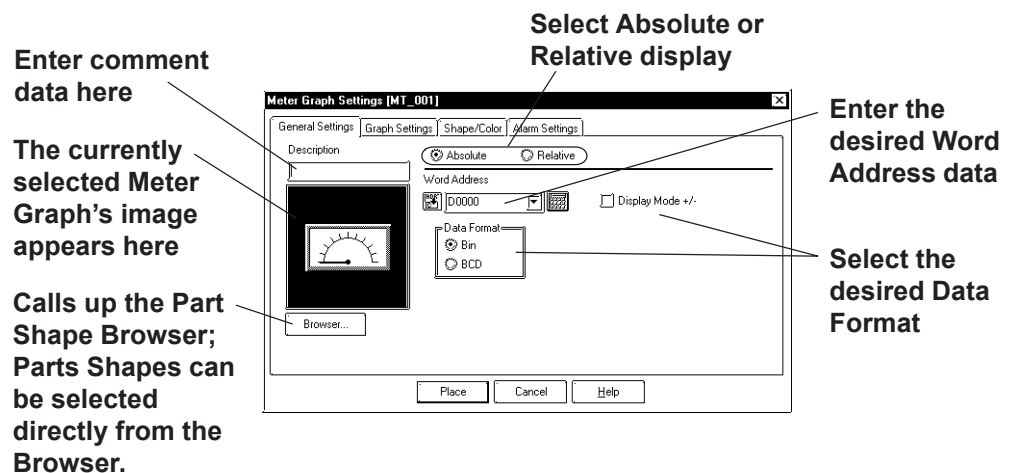 Select Absolute or
Relative display
Enter comment
data here
The currently
selected Meter
Graph's image
appears here
Calls up the Part
Shape Browser;
Parts Shapes can
be selected
directly from the
Browser.
Meter Graph Settings [MT_001]
General Settings Graph Settings Shape/Color Alarm Settings
Description
Absolute Relative
Word Address
D0000
Display Mode +/-
Data Format
Bin
BCD
Browser...
Place Cancel Help
Enter the
desired Word
Address data
Select the
desired Data
Format